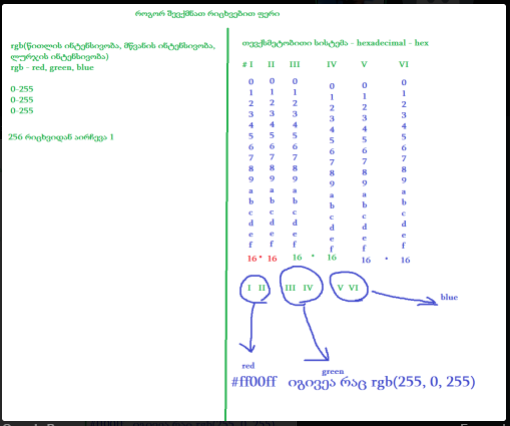 როგორ შევქმნათ რიცხვებით ფერი
rgb(წითლის ინტენსივობა, მწვანის ინტენსივობა,
ლურჯის ინტენსივობა)
rgb - red, green, blue
0-255
0-255
0-255
256 რიცხვიდან აირჩევა 1
თექვსმეტობითი სისტემა - hexadecimal - hex
# I II III IV V VI
0 0 0 0 0 0
1 1 1 1 1 1
2 2 2 2 2 2
3 3 3 3 3 3
4 4 4 4 4 4
5 5 5 5 5 5
6 6 6 6 6 6
7 7 7 7 7 7
8 8 8 8 8 8
9 9 9 9 9 9
a a a a a a
b b b b b b
c c c c c c
d d d d d d
e e e e e e
f f f f f f
16 * 16 16 * 16 16 * 16
I II III IV V VI
blue
red
green
#ff00ff იგივეა რაც rgb(255, 0, 255)